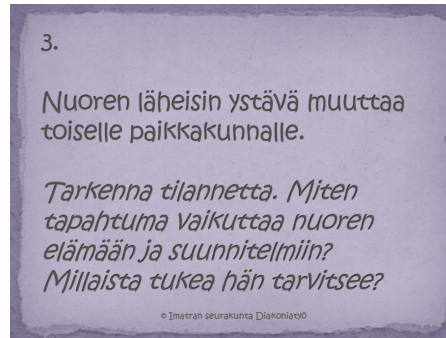 3.
Nuoren läheisin ystävä muuttaa
toiselle paikkakunnalle.
Tarkenna tilannetta. Miten
tapahtuma vaikuttaa nuoren
elämään ja suunnitelmiin?
Millaista tukea hän tarvitsee?
© Imatran seurakunta Diakoniatyö